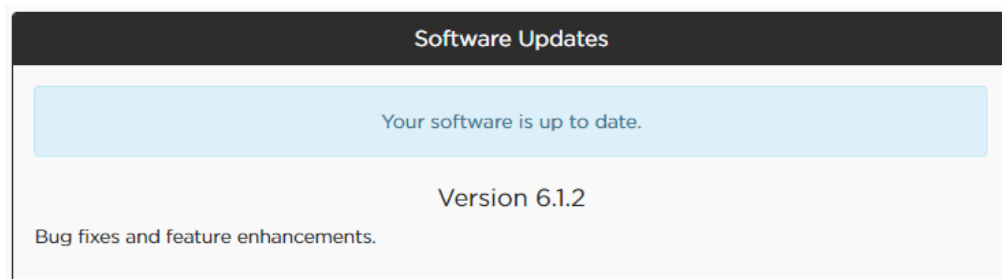 Software Updates
Your software is up to date.
Version 6.1.2
Bug fixes and feature enhancements.